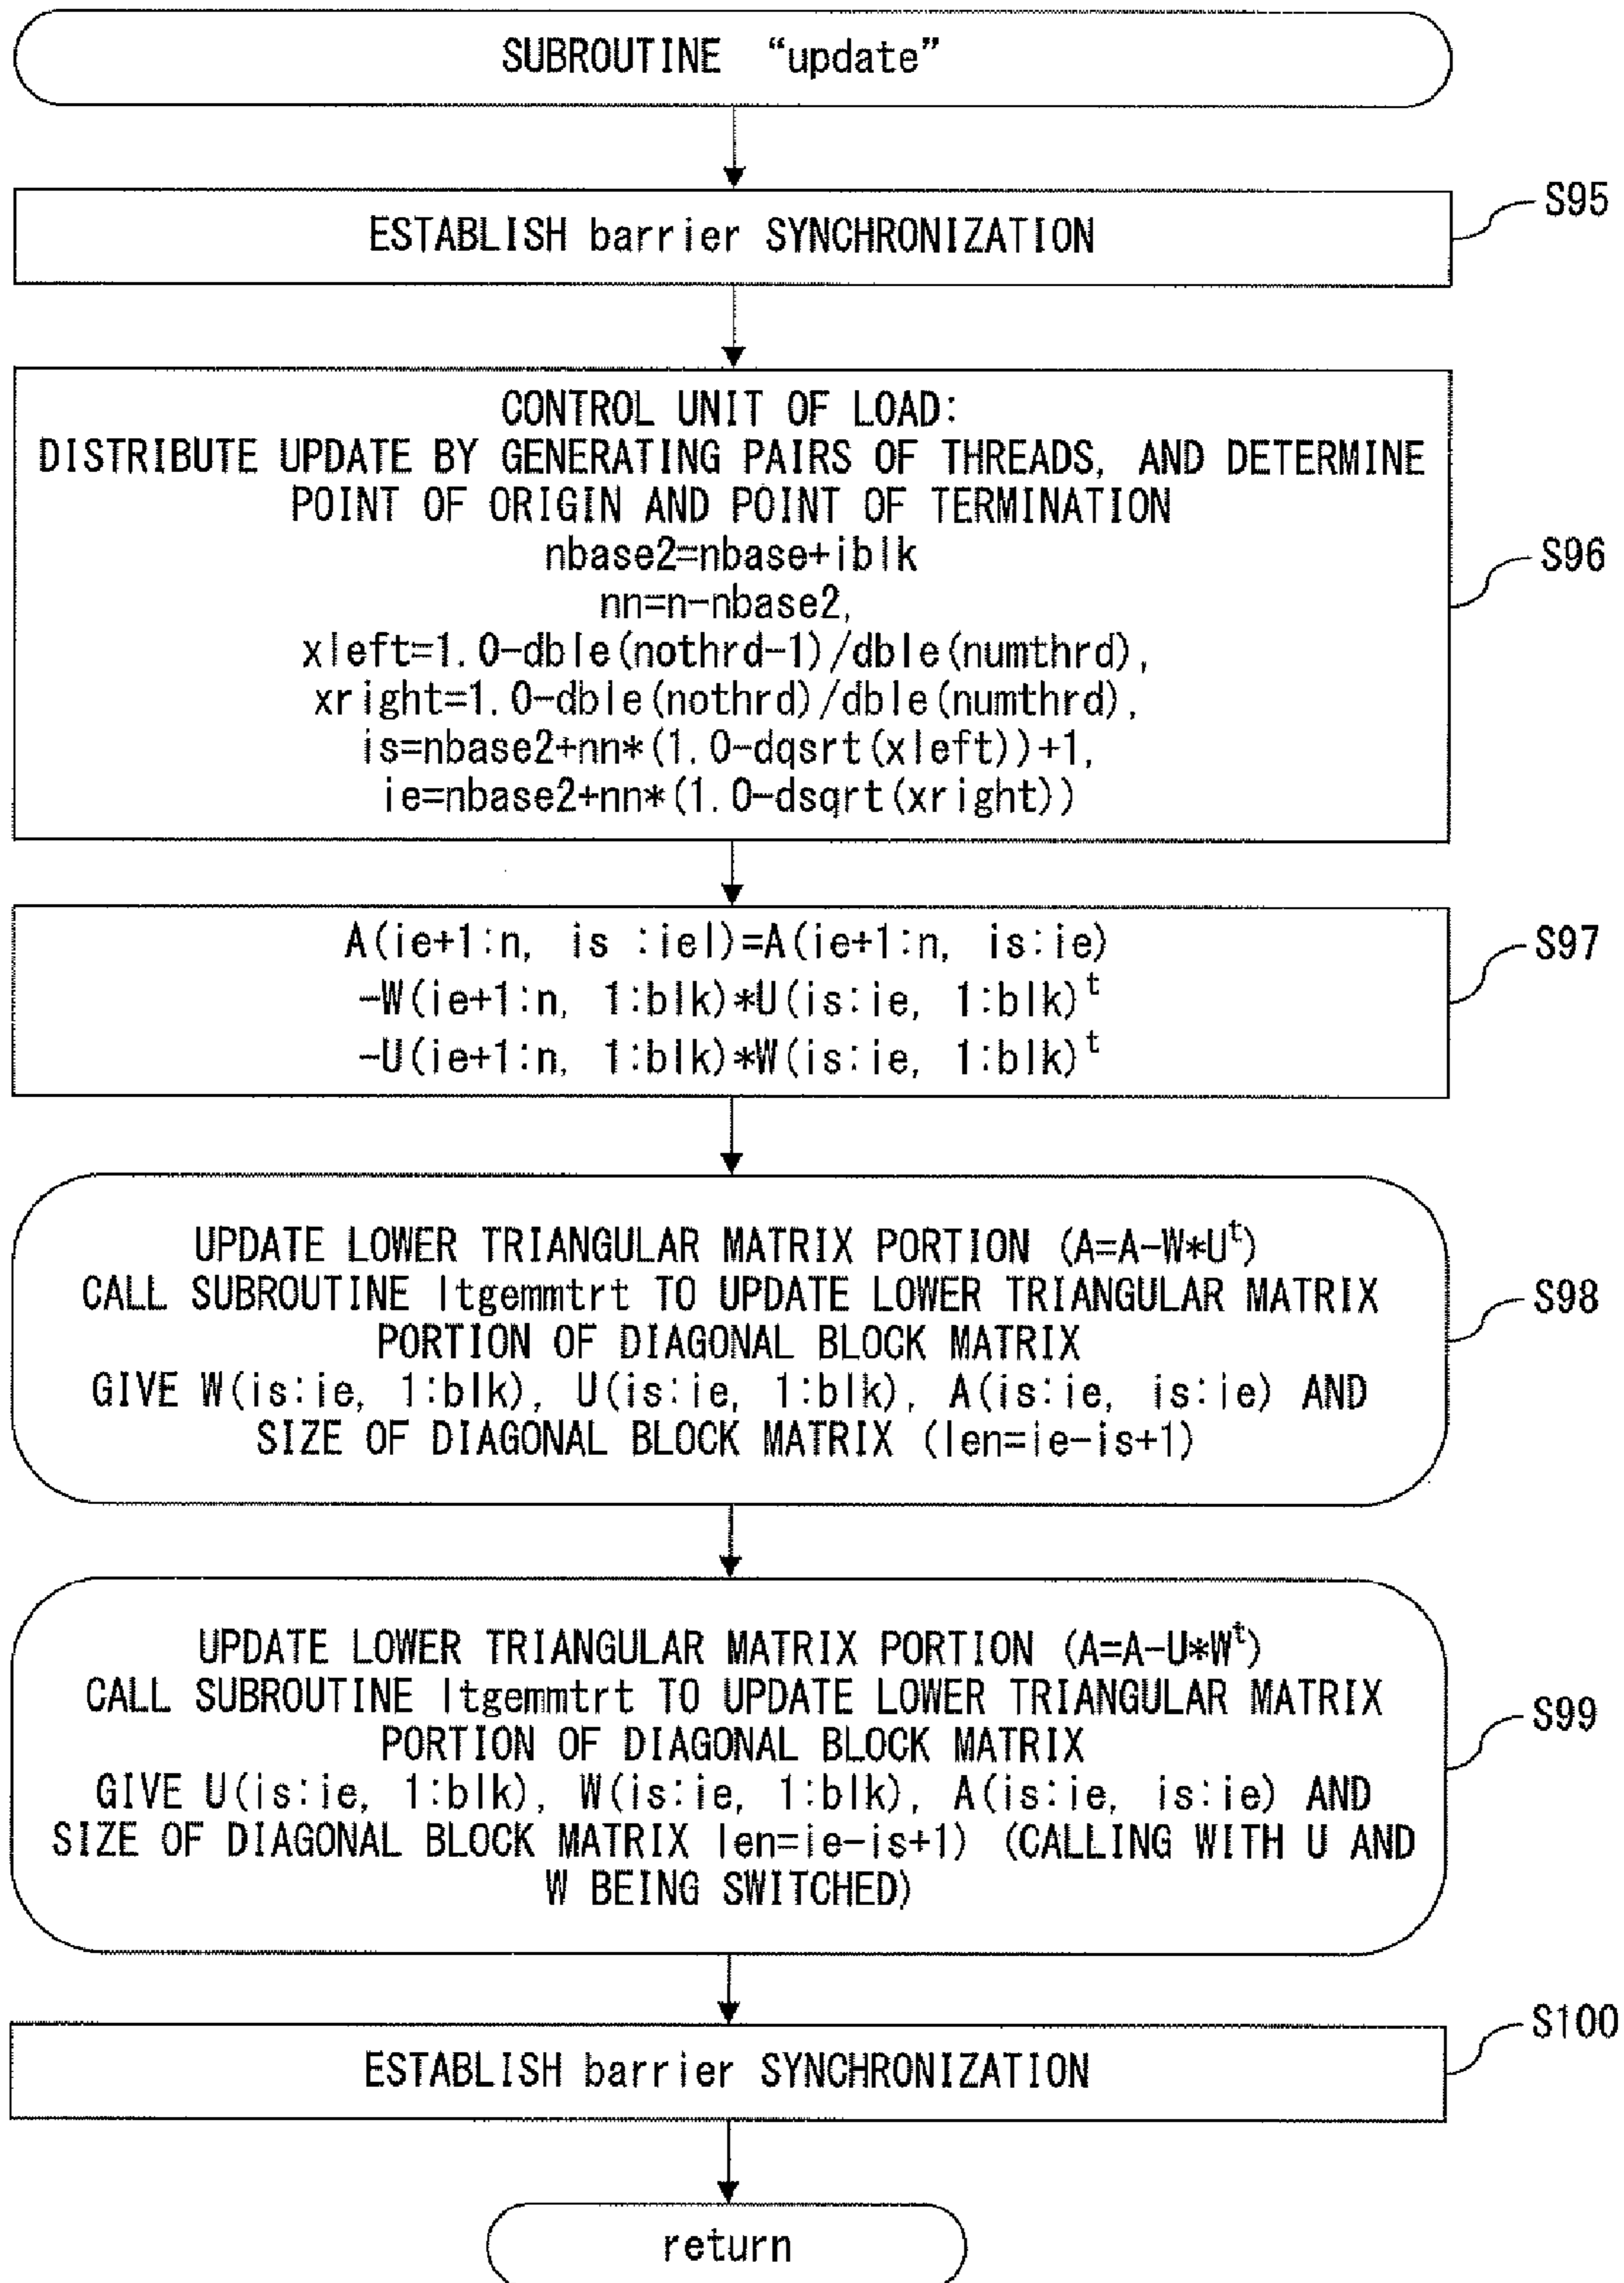 SUBROUTINE “update”
ESTABLISH barrier SYNCHRONIZATION
S95
CONTROL UNIT OF LOAD:
DISTRIBUTE UPDATE BY GENERATING PAIRS OF THREADS, AND DETERMINE
POINT OF ORIGIN AND POINT OF TERMINATION
nbase2=nbase+iblk
nn=n-nbase2,
xleft=1.0-dble(nothrd-1)/dble(numthrd),
xright=1.0-dble(nothrd)/dble(numthrd),
is=nbase2+nn*(1.0-dqsrt(xleft))+1,
ie=nbase2+nn*(1.0-dsqrt(xright))
S96
A(ie+1:n, is :iel)=A(ie+1:n, is:ie)
-W(ie+1:n, 1:blk)*U(is:ie, 1:blk)ᵗ
-U(ie+1:n, 1:blk)*W(is:ie, 1:blk)ᵗ
S97
UPDATE LOWER TRIANGULAR MATRIX PORTION (A=A-W*Uᵗ)
CALL SUBROUTINE ltgemmtrt TO UPDATE LOWER TRIANGULAR MATRIX
PORTION OF DIAGONAL BLOCK MATRIX
GIVE W(is:ie, 1:blk), U(is:ie, 1:blk), A(is:ie, is:ie) AND
SIZE OF DIAGONAL BLOCK MATRIX (len=ie-is+1)
S98
UPDATE LOWER TRIANGULAR MATRIX PORTION (A=A-U*Wᵗ)
CALL SUBROUTINE ltgemmtrt TO UPDATE LOWER TRIANGULAR MATRIX
PORTION OF DIAGONAL BLOCK MATRIX
GIVE U(is:ie, 1:blk), W(is:ie, 1:blk), A(is:ie, is:ie) AND
SIZE OF DIAGONAL BLOCK MATRIX len=ie-is+1) (CALLING WITH U AND
W BEING SWITCHED)
S99
ESTABLISH barrier SYNCHRONIZATION
S100
return